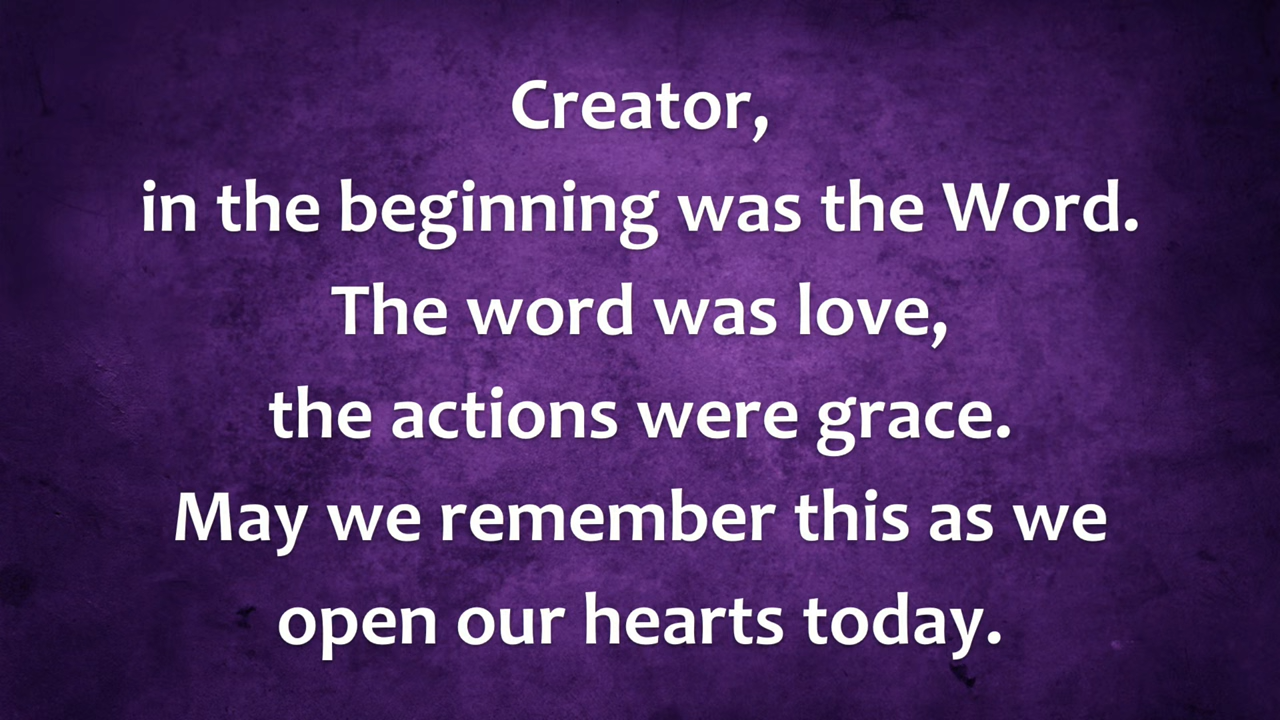 Creator,
in the beginning was the Word.
The word was love,
the actions were grace.
May we remember this as we
open our hearts today.